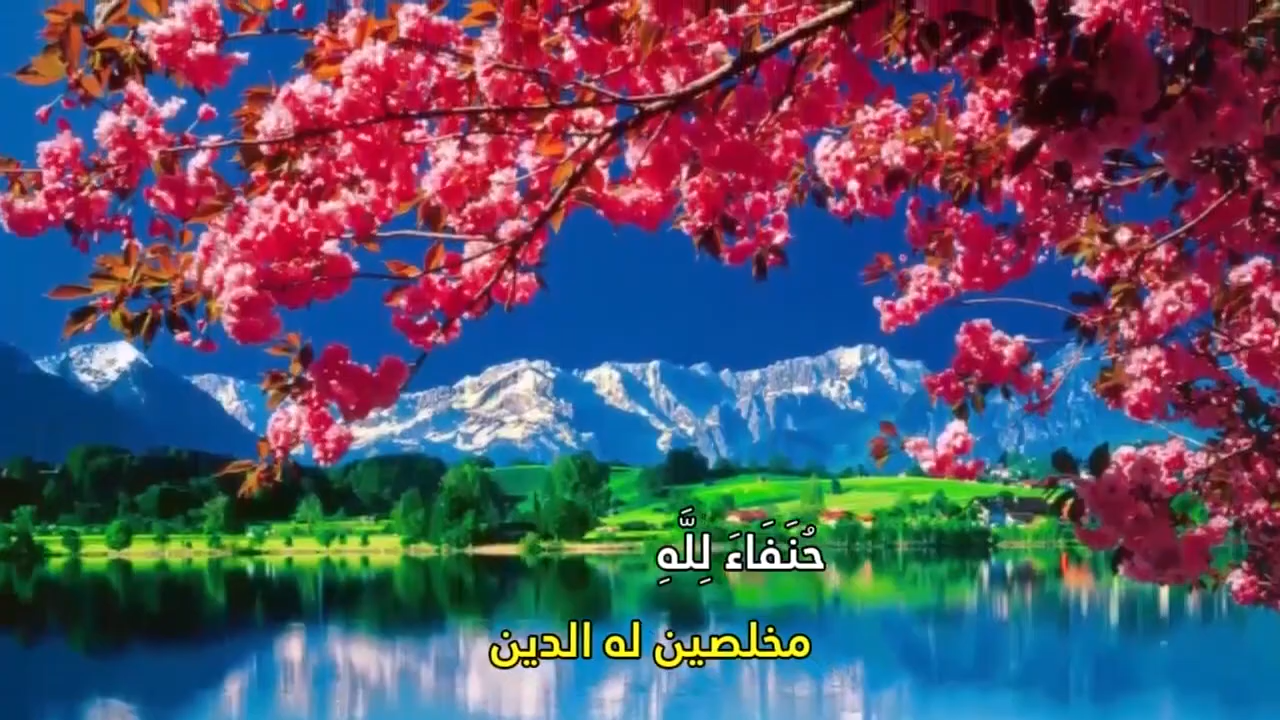 حُنَفَاءَ لِلَّهِ
مخلصين له الدين